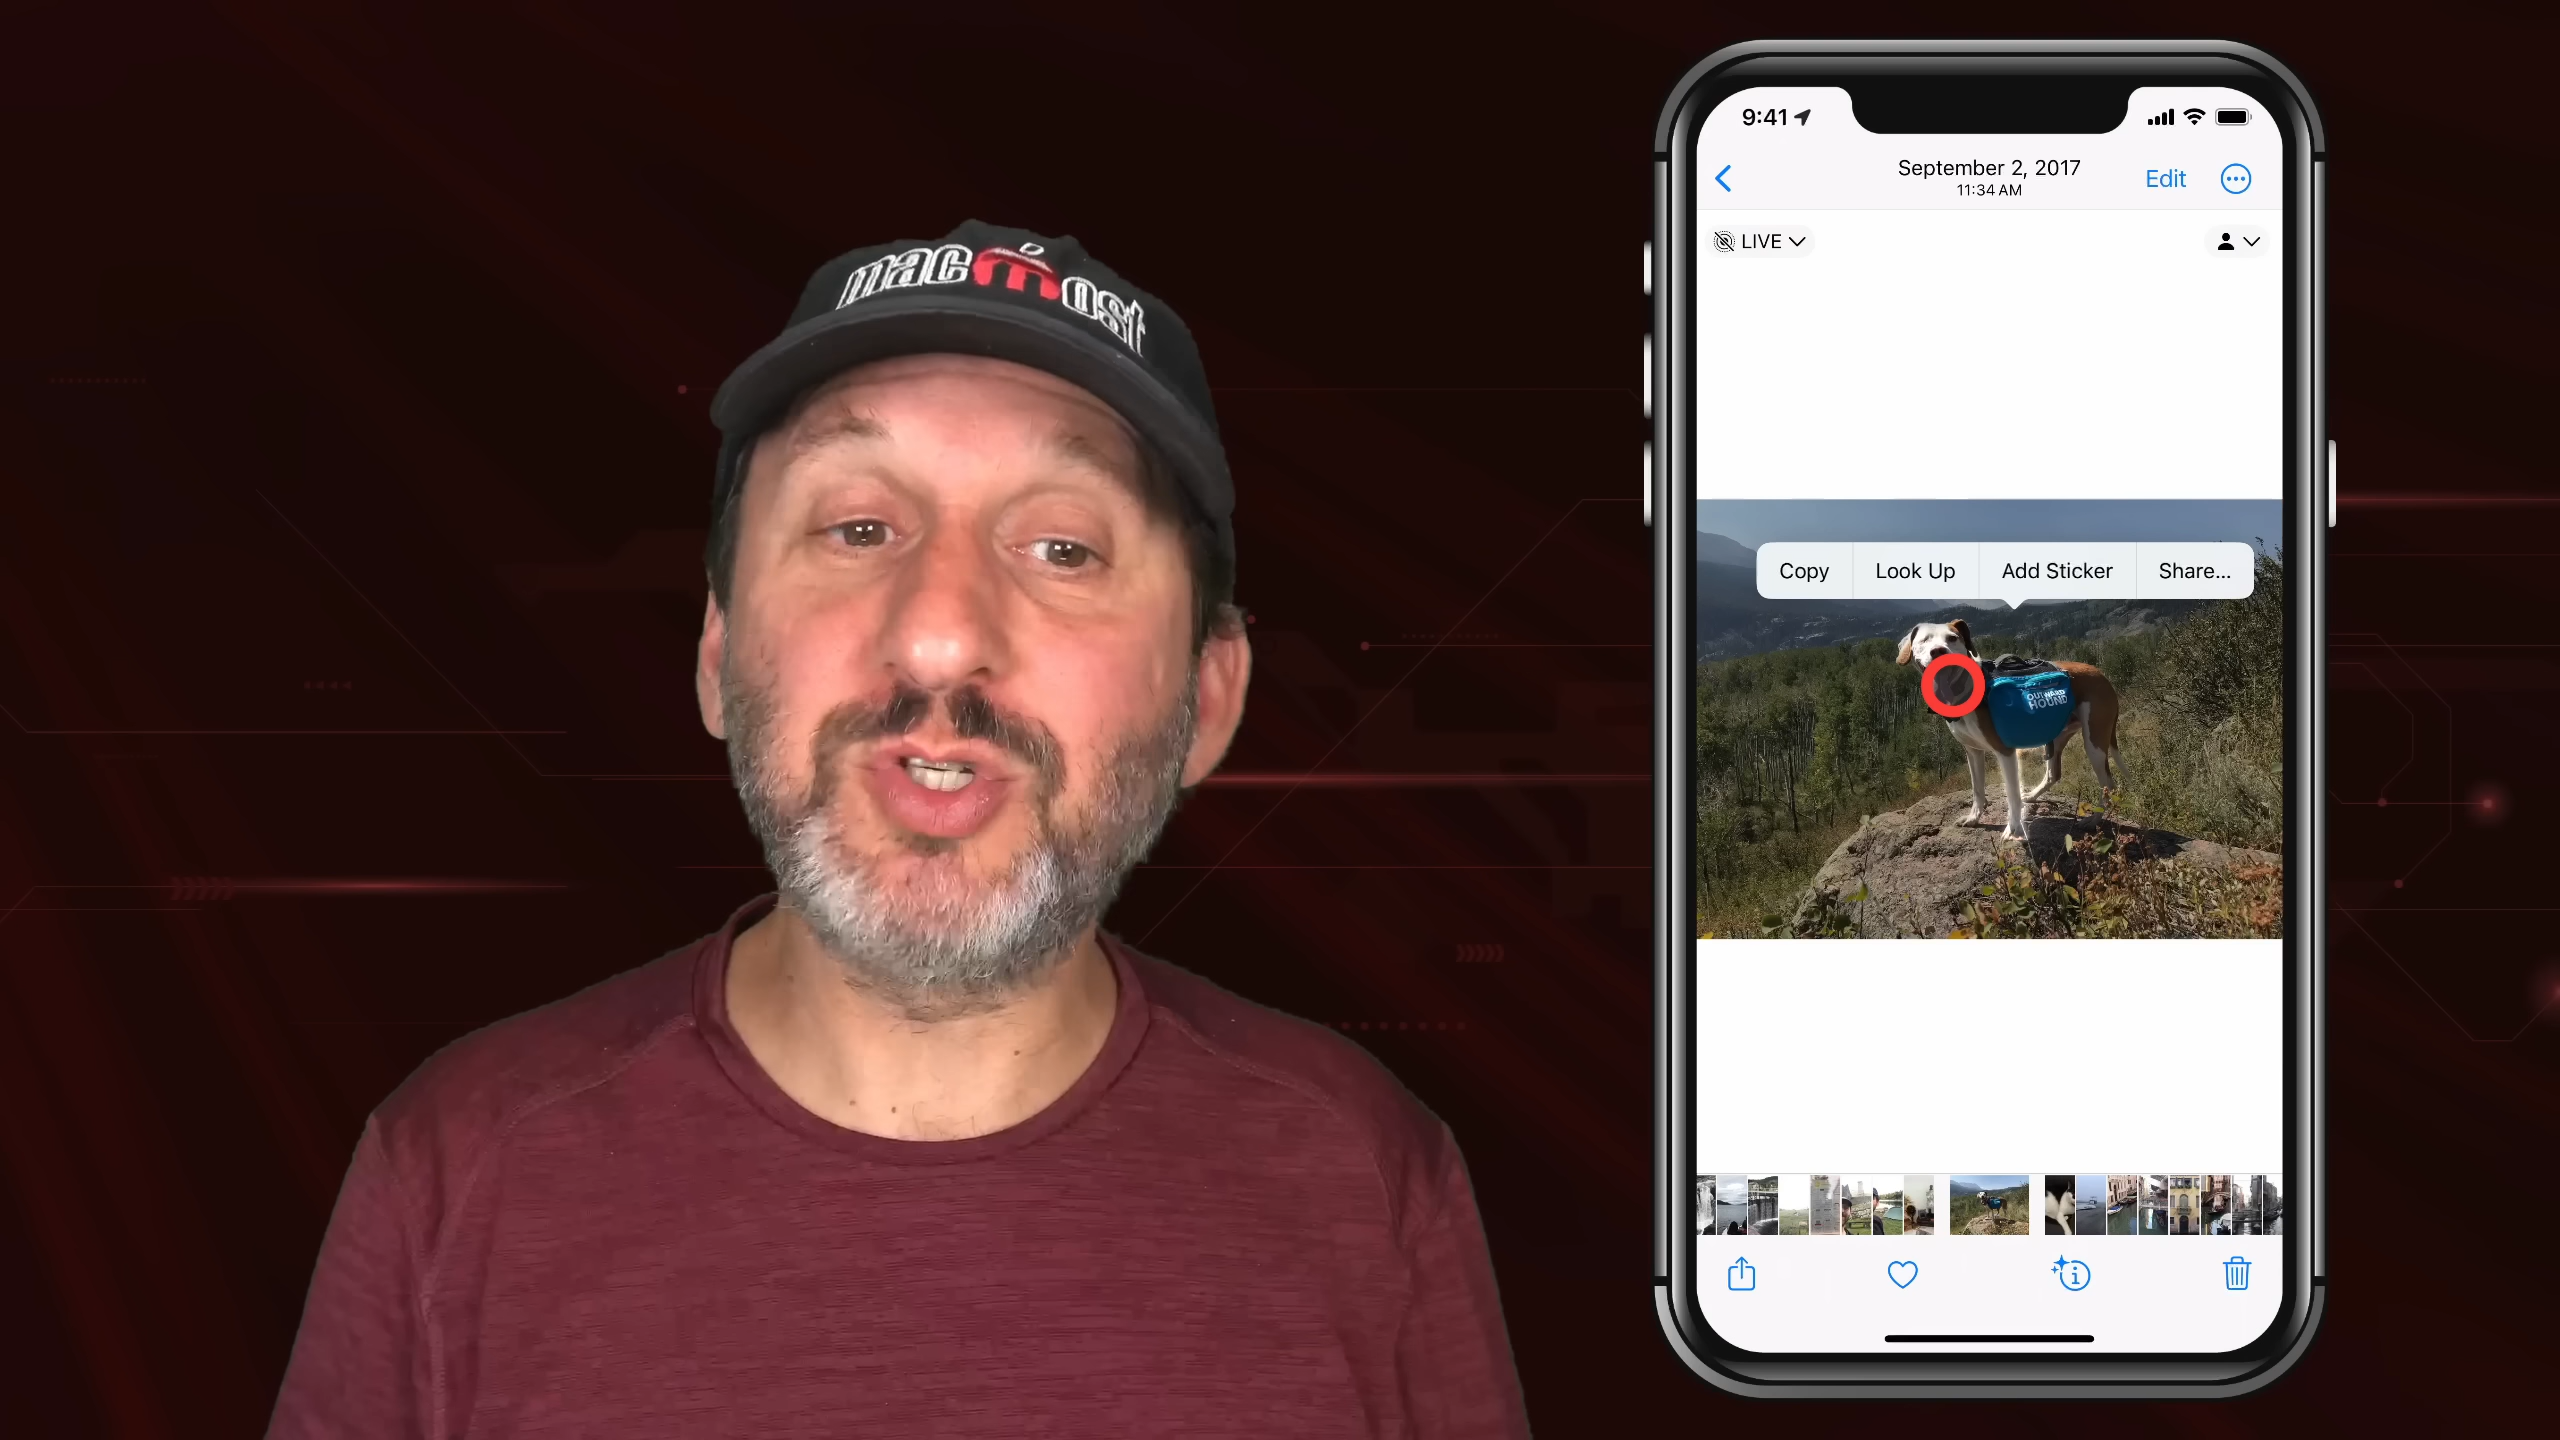 macmost
9:41
September 2, 2017
11:34 AM
Edit
LIVE
Copy
Look Up
Add Sticker
Share...
OUTWARD
HOUND